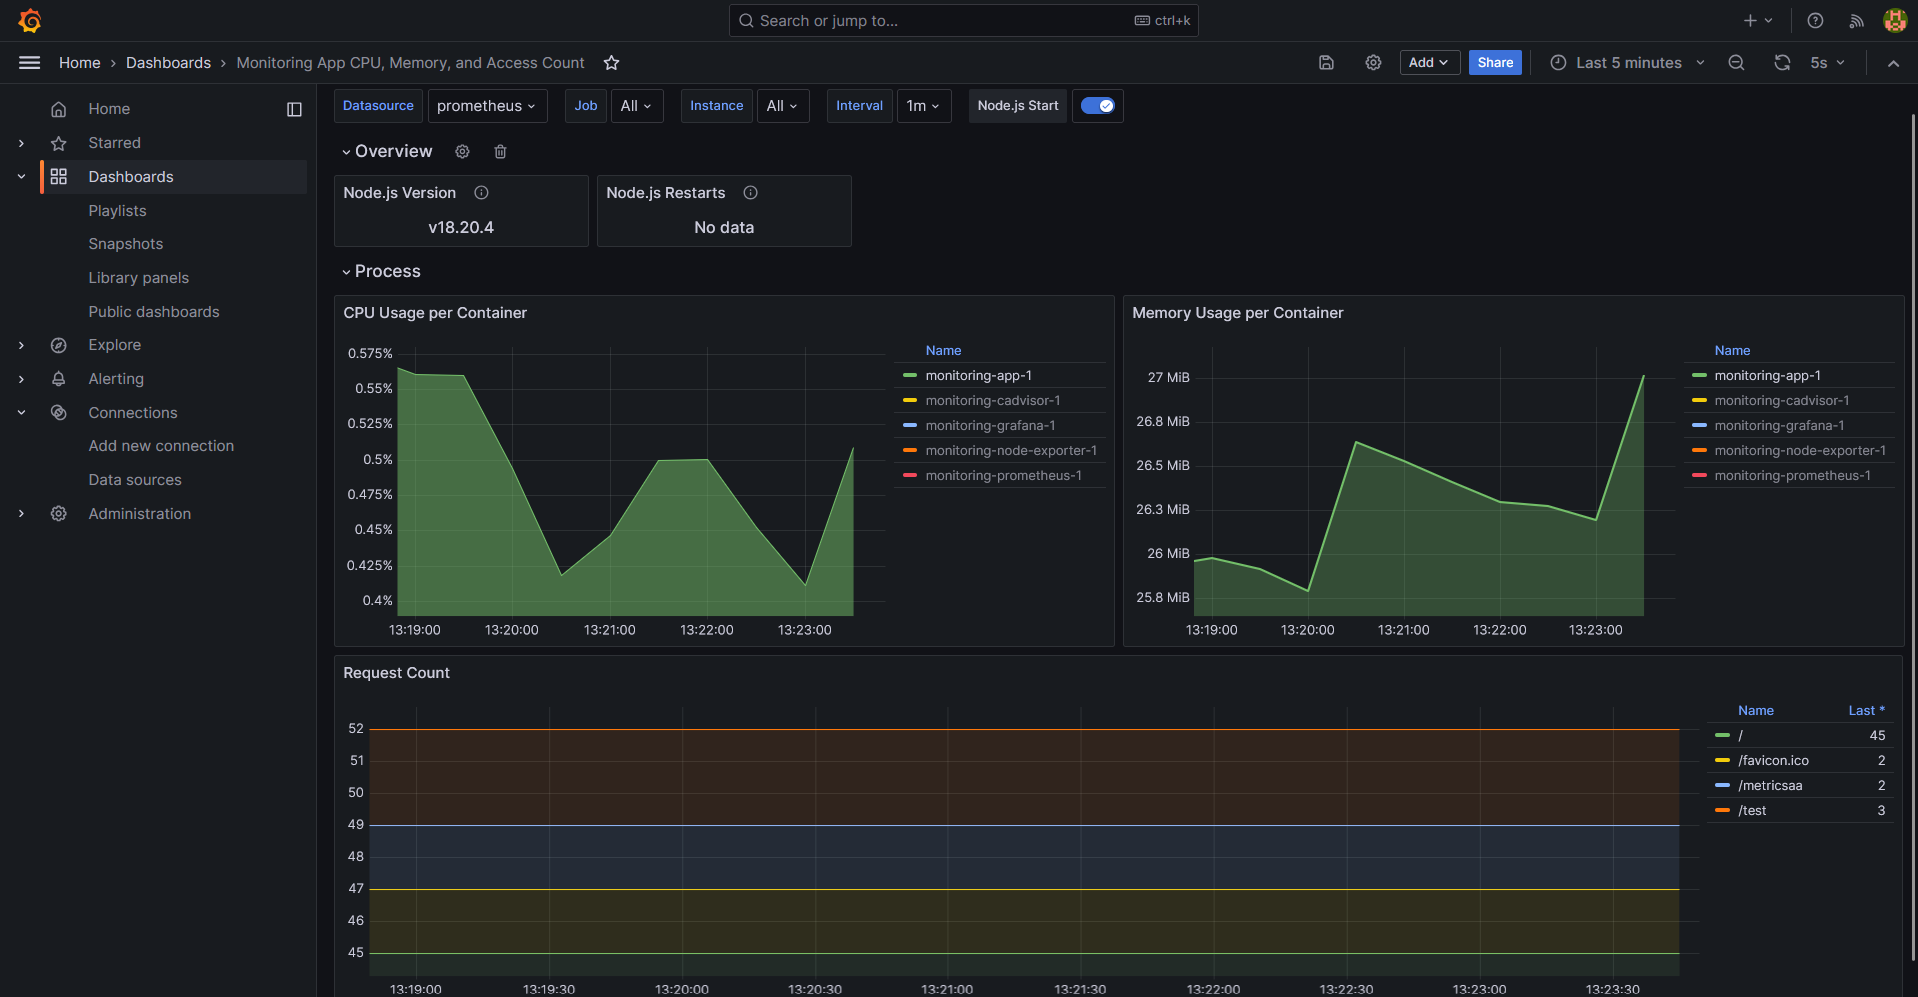 Search or jump to... ctrl+k
Home › Dashboards › Monitoring App CPU, Memory, and Access Count
Add Share Last 5 minutes 5s
Home
Starred
Dashboards
Playlists
Snapshots
Library panels
Public dashboards
Explore
Alerting
Connections
Add new connection
Data sources
Administration
Datasource prometheus Job All Instance All Interval 1m Node.js Start
Overview
Node.js Version
v18.20.4
Node.js Restarts
No data
Process
CPU Usage per Container
0.575%
0.55%
0.525%
0.5%
0.475%
0.45%
0.425%
0.4%
13:19:00 13:20:00 13:21:00 13:22:00 13:23:00
Name
monitoring-app-1
monitoring-cadvisor-1
monitoring-grafana-1
monitoring-node-exporter-1
monitoring-prometheus-1
Memory Usage per Container
27 MiB
26.8 MiB
26.5 MiB
26.3 MiB
26 MiB
25.8 MiB
13:19:00 13:20:00 13:21:00 13:22:00 13:23:00
Name
monitoring-app-1
monitoring-cadvisor-1
monitoring-grafana-1
monitoring-node-exporter-1
monitoring-prometheus-1
Request Count
52
51
50
49
48
47
46
45
13:19:00 13:19:30 13:20:00 13:20:30 13:21:00 13:21:30 13:22:00 13:22:30 13:23:00 13:23:30
Name Last *
/ 45
/favicon.ico 2
/metricsaa 2
/test 3